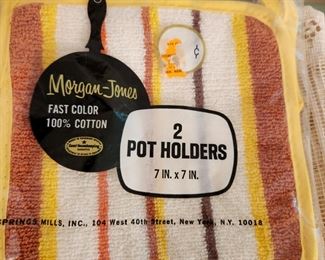 Morgan-Jones
FAST COLOR
100% COTTON
2
POT HOLDERS
7 IN. x 7 IN.
SPRINGS MILLS, INC., 104 West 40th Street, New York, N.Y. 10018